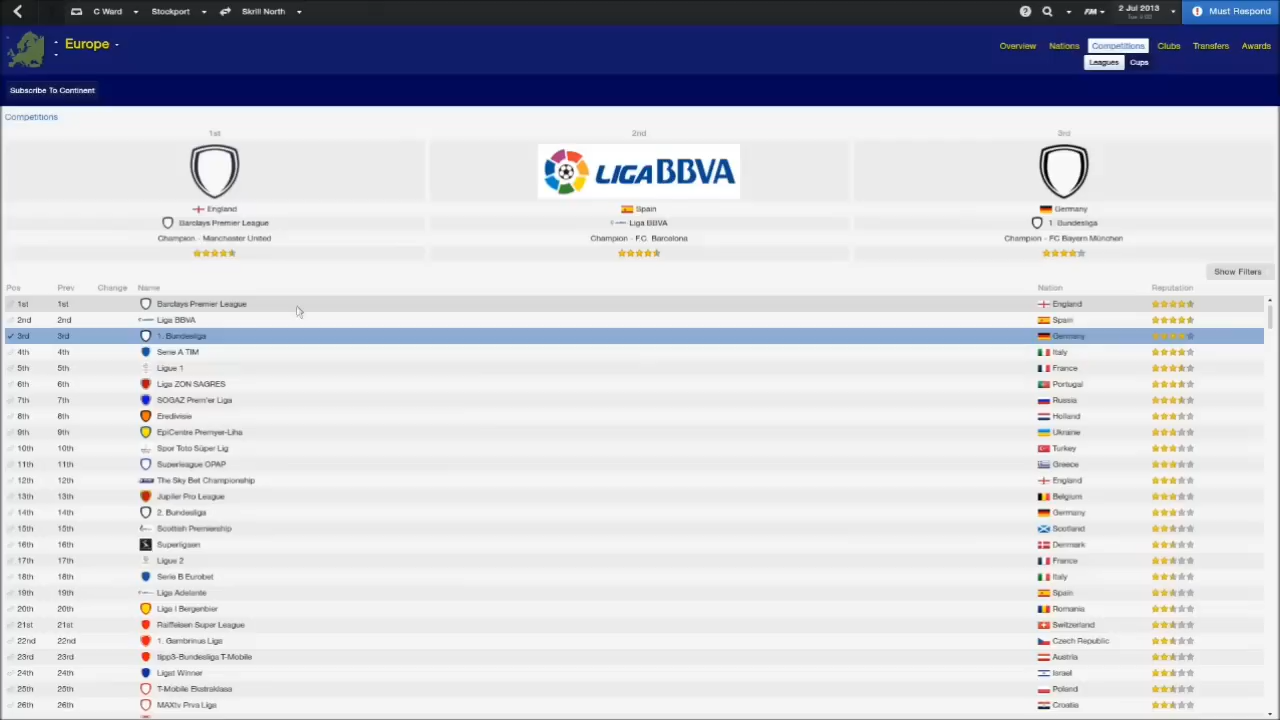 C Ward Stockport Skrill North 2 Jul 2013 Must Respond
Europe Overview Nations Competitions Clubs Transfers Awards
Leagues Cups
Subscribe To Continent
Competitions
1st 2nd 3rd
LIGA BBVA
England Spain Germany
Barclays Premier League Liga BBVA 1. Bundesliga
Champion - Manchester United Champion - F.C. Barcelona Champion - FC Bayern München
Show Filters
Pos Prev Change Name Nation Reputation
1st 1st Barclays Premier League England
2nd 2nd Liga BBVA Spain
3rd 3rd 1. Bundesliga Germany
4th 4th Serie A TIM Italy
5th 5th Ligue 1 France
6th 6th Liga ZON SAGRES Portugal
7th 7th SOGAZ Prem'er Liga Russia
8th 8th Eredivisie Holland
9th 9th EpiCentre Premyer-Liha Ukraine
10th 10th Spor Toto Süper Lig Turkey
11th 11th Superleague OPAP Greece
12th 12th The Sky Bet Championship England
13th 13th Jupiler Pro League Belgium
14th 14th 2. Bundesliga Germany
15th 15th Scottish Premiership Scotland
16th 16th Superligaen Denmark
17th 17th Ligue 2 France
18th 18th Serie B Eurobet Italy
19th 19th Liga Adelante Spain
20th 20th Liga I Bergenbier Romania
21st 21st Raiffeisen Super League Switzerland
22nd 22nd 1. Gambrinus Liga Czech Republic
23rd 23rd tipp3-Bundesliga T-Mobile Austria
24th 24th Ligat Winner Israel
25th 25th T-Mobile Ekstraklasa Poland
26th 26th MAXtv Prva Liga Croatia